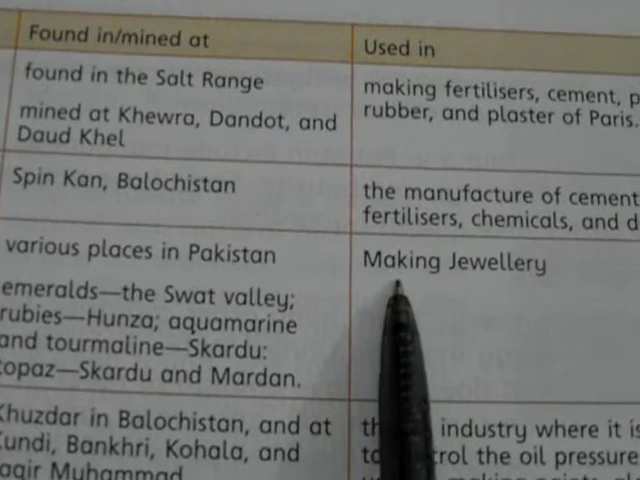 Found in/mined at
Used in
found in the Salt Range
mined at Khewra, Dandot, and
Daud Khel
making fertilisers, cement,
rubber, and plaster of Paris.
Spin Kan, Balochistan
the manufacture of cement
fertilisers, chemicals, and
various places in Pakistan
emeralds—the Swat valley;
rubies—Hunza; aquamarine
and tourmaline—Skardu:
topaz—Skardu and Mardan.
Making Jewellery
Khuzdar in Balochistan, and at
Kundi, Bankhri, Kohala, and
Muhammad
industry where it is
the oil pressure